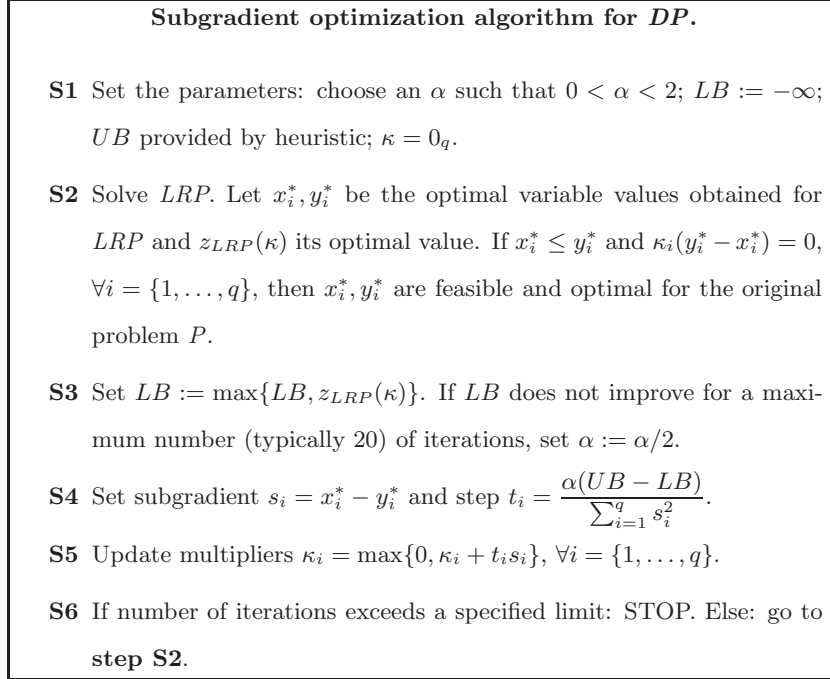 Subgradient optimization algorithm for DP.
S1 Set the parameters: choose an α such that 0 < α < 2; LB := −∞;
UB provided by heuristic; κ = 0_q.
S2 Solve LRP. Let x_i^*, y_i^* be the optimal variable values obtained for
LRP and z_{LRP}(κ) its optimal value. If x_i^* ≤ y_i^* and κ_i(y_i^* − x_i^*) = 0,
∀i = {1, . . . , q}, then x_i^*, y_i^* are feasible and optimal for the original
problem P.
S3 Set LB := max{LB, z_{LRP}(κ)}. If LB does not improve for a maxi-
mum number (typically 20) of iterations, set α := α/2.
S4 Set subgradient s_i = x_i^* − y_i^* and step t_i = \frac{α(UB − LB)}{\sum_{i=1}^{q} s_i^2}.
S5 Update multipliers κ_i = max{0, κ_i + t_i s_i}, ∀i = {1, . . . , q}.
S6 If number of iterations exceeds a specified limit: STOP. Else: go to
step S2.